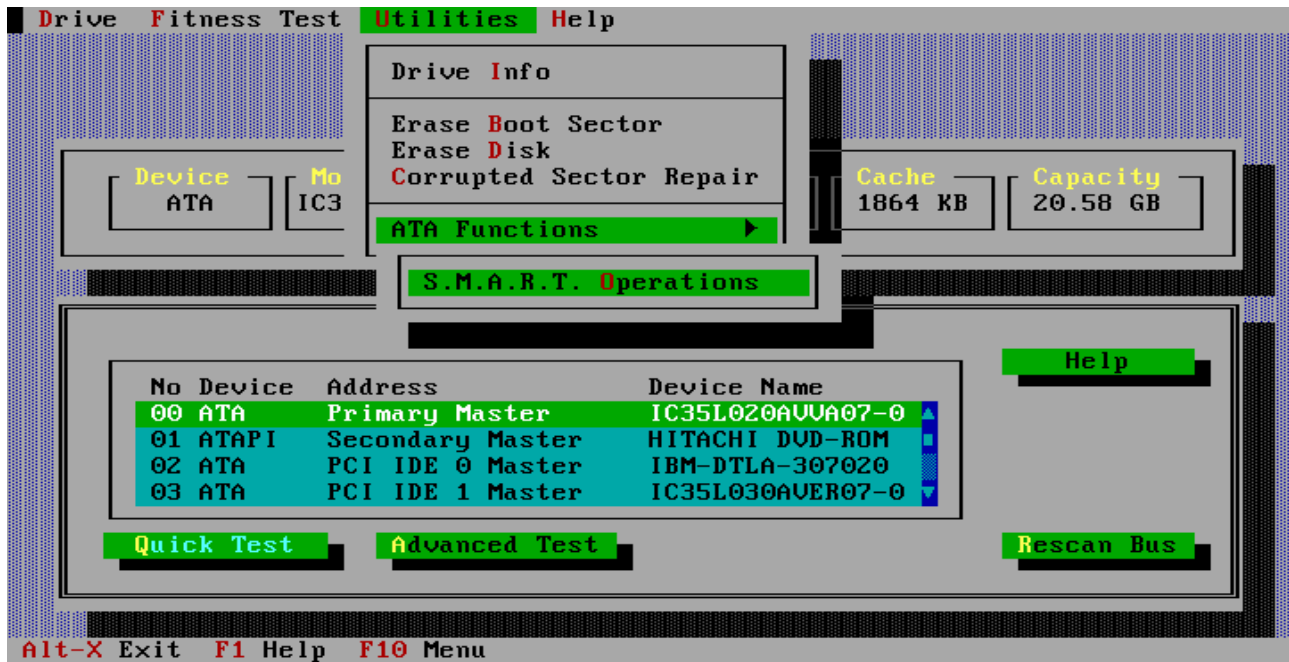 Drive Fitness Test Utilities Help
Drive Info
Erase Boot Sector
Erase Disk
Corrupted Sector Repair
ATA Functions
S.M.A.R.T. Operations
Device Mo Cache Capacity
ATA IC3 1864 KB 20.58 GB
Help
No Device Address Device Name
00 ATA Primary Master IC35L020AVVA07-0
01 ATAPI Secondary Master HITACHI DVD-ROM
02 ATA PCI IDE 0 Master IBM-DTLA-307020
03 ATA PCI IDE 1 Master IC35L030AVER07-0
Quick Test Advanced Test Rescan Bus
Alt-X Exit F1 Help F10 Menu